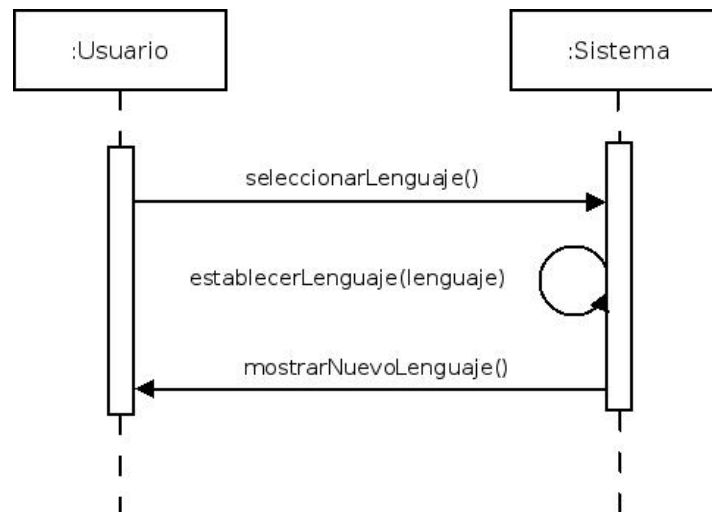 :Usuario
:Sistema
seleccionarLenguaje()
establecerLenguaje(lenguaje)
mostrarNuevoLenguaje()